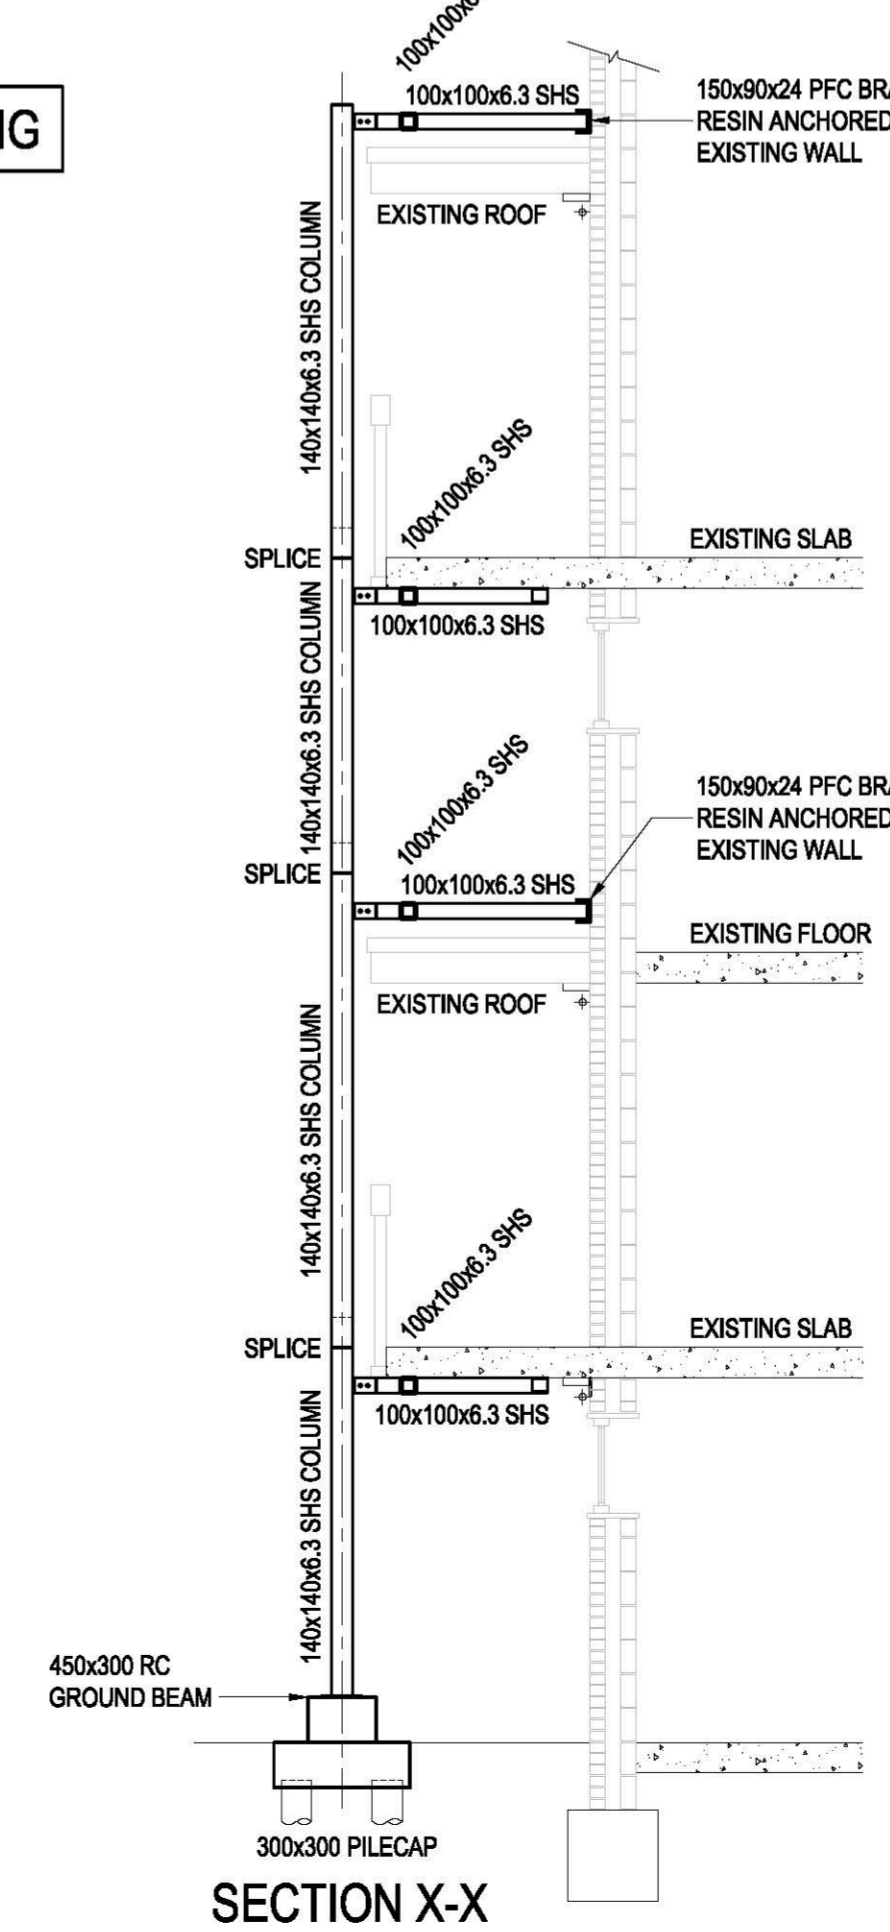 100x100x6
100x100x6.3 SHS
150x90x24 PFC
RESIN ANCHORED
EXISTING WALL
EXISTING ROOF
140x140x6.3 SHS COLUMN
100x100x6.3 SHS
EXISTING SLAB
SPLICE
100x100x6.3 SHS
140x140x6.3 SHS COLUMN
100x100x6.3 SHS
150x90x24 PFC
RESIN ANCHORED
EXISTING WALL
SPLICE
100x100x6.3 SHS
EXISTING FLOOR
EXISTING ROOF
140x140x6.3 SHS COLUMN
100x100x6.3 SHS
EXISTING SLAB
SPLICE
100x100x6.3 SHS
140x140x6.3 SHS COLUMN
450x300 RC
GROUND BEAM
300x300 PILECAP
SECTION X-X